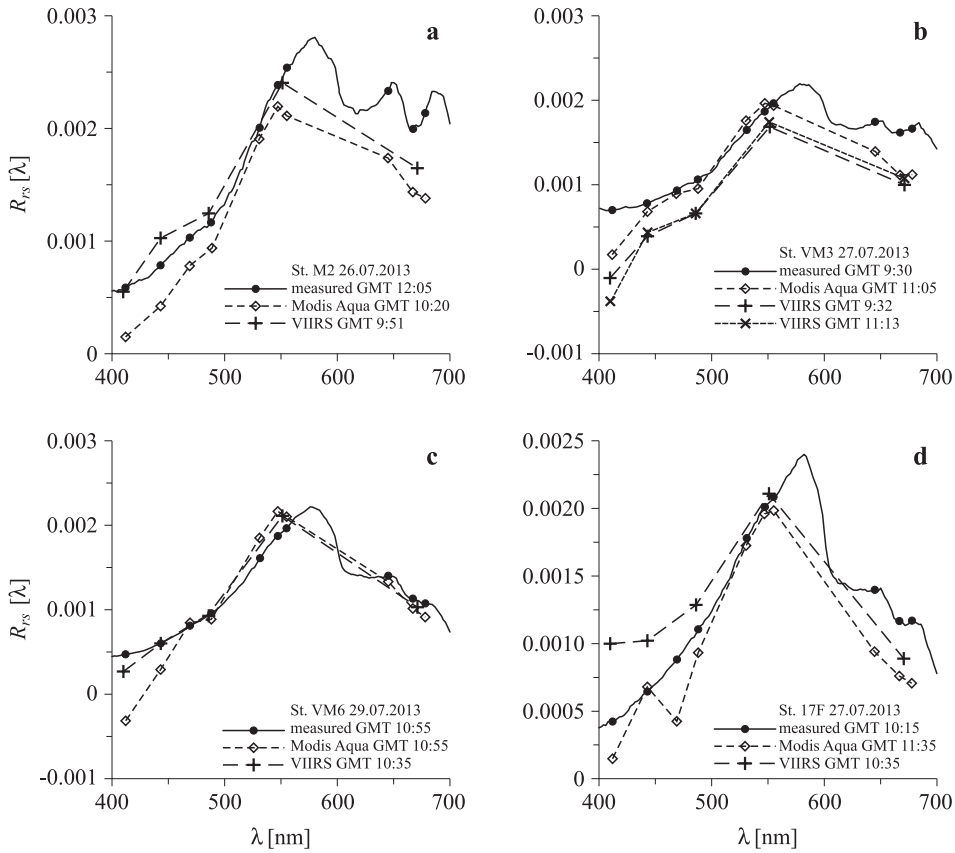 a
0.003
0.002
0.001
0
400
500
600
700
Rrs [λ]
St. M2 26.07.2013
measured GMT 12:05
Modis Aqua GMT 10:20
VIIRS GMT 9:51
b
0.003
0.002
0.001
0
-0.001
400
500
600
700
St. VM3 27.07.2013
measured GMT 9:30
Modis Aqua GMT 11:05
VIIRS GMT 9:32
VIIRS GMT 11:13
c
0.003
0.002
0.001
0
-0.001
400
500
600
700
Rrs [λ]
λ [nm]
St. VM6 29.07.2013
measured GMT 10:55
Modis Aqua GMT 10:55
VIIRS GMT 10:35
d
0.0025
0.0020
0.0015
0.0010
0.0005
0
400
500
600
700
λ [nm]
St. 17F 27.07.2013
measured GMT 10:15
Modis Aqua GMT 11:35
VIIRS GMT 10:35